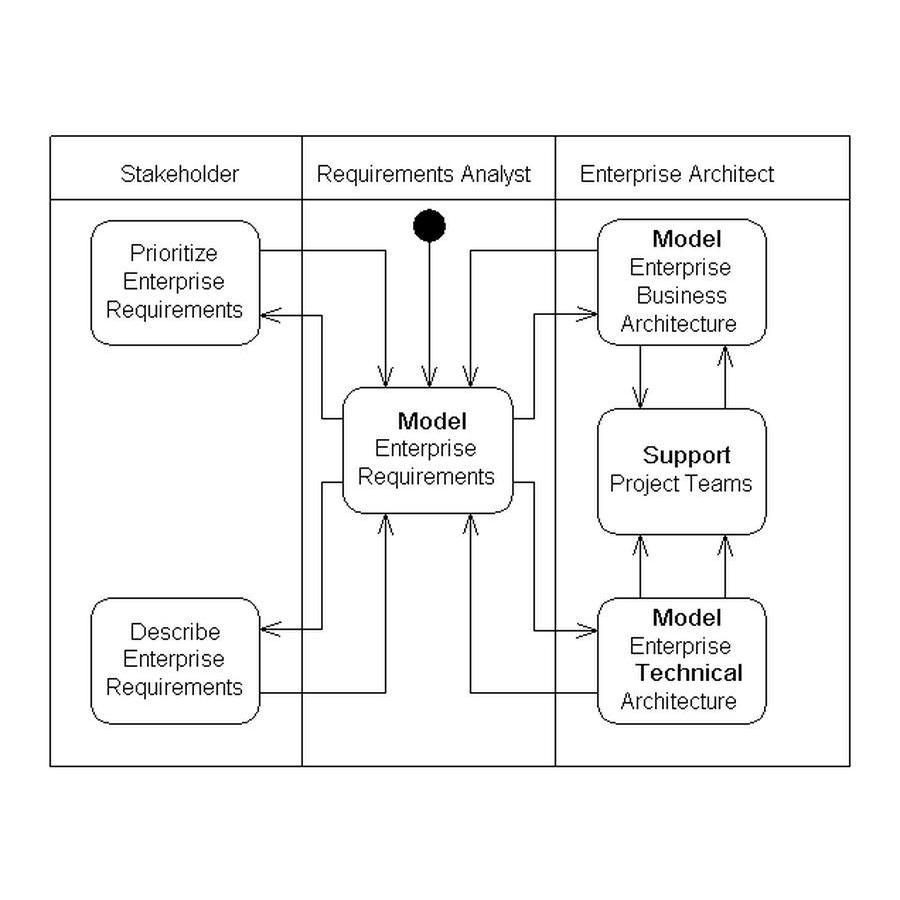 Stakeholder
Requirements Analyst
Enterprise Architect
Prioritize
Enterprise
Requirements
Model
Enterprise
Business
Architecture
Model
Enterprise
Requirements
Support
Project Teams
Describe
Enterprise
Requirements
Model
Enterprise
Technical
Architecture